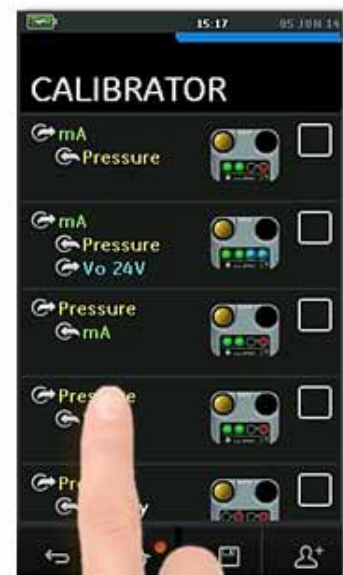 15:17 05 JUN 14
CALIBRATOR
mA
Pressure
mA
Pressure
Vo 24V
Pressure
mA